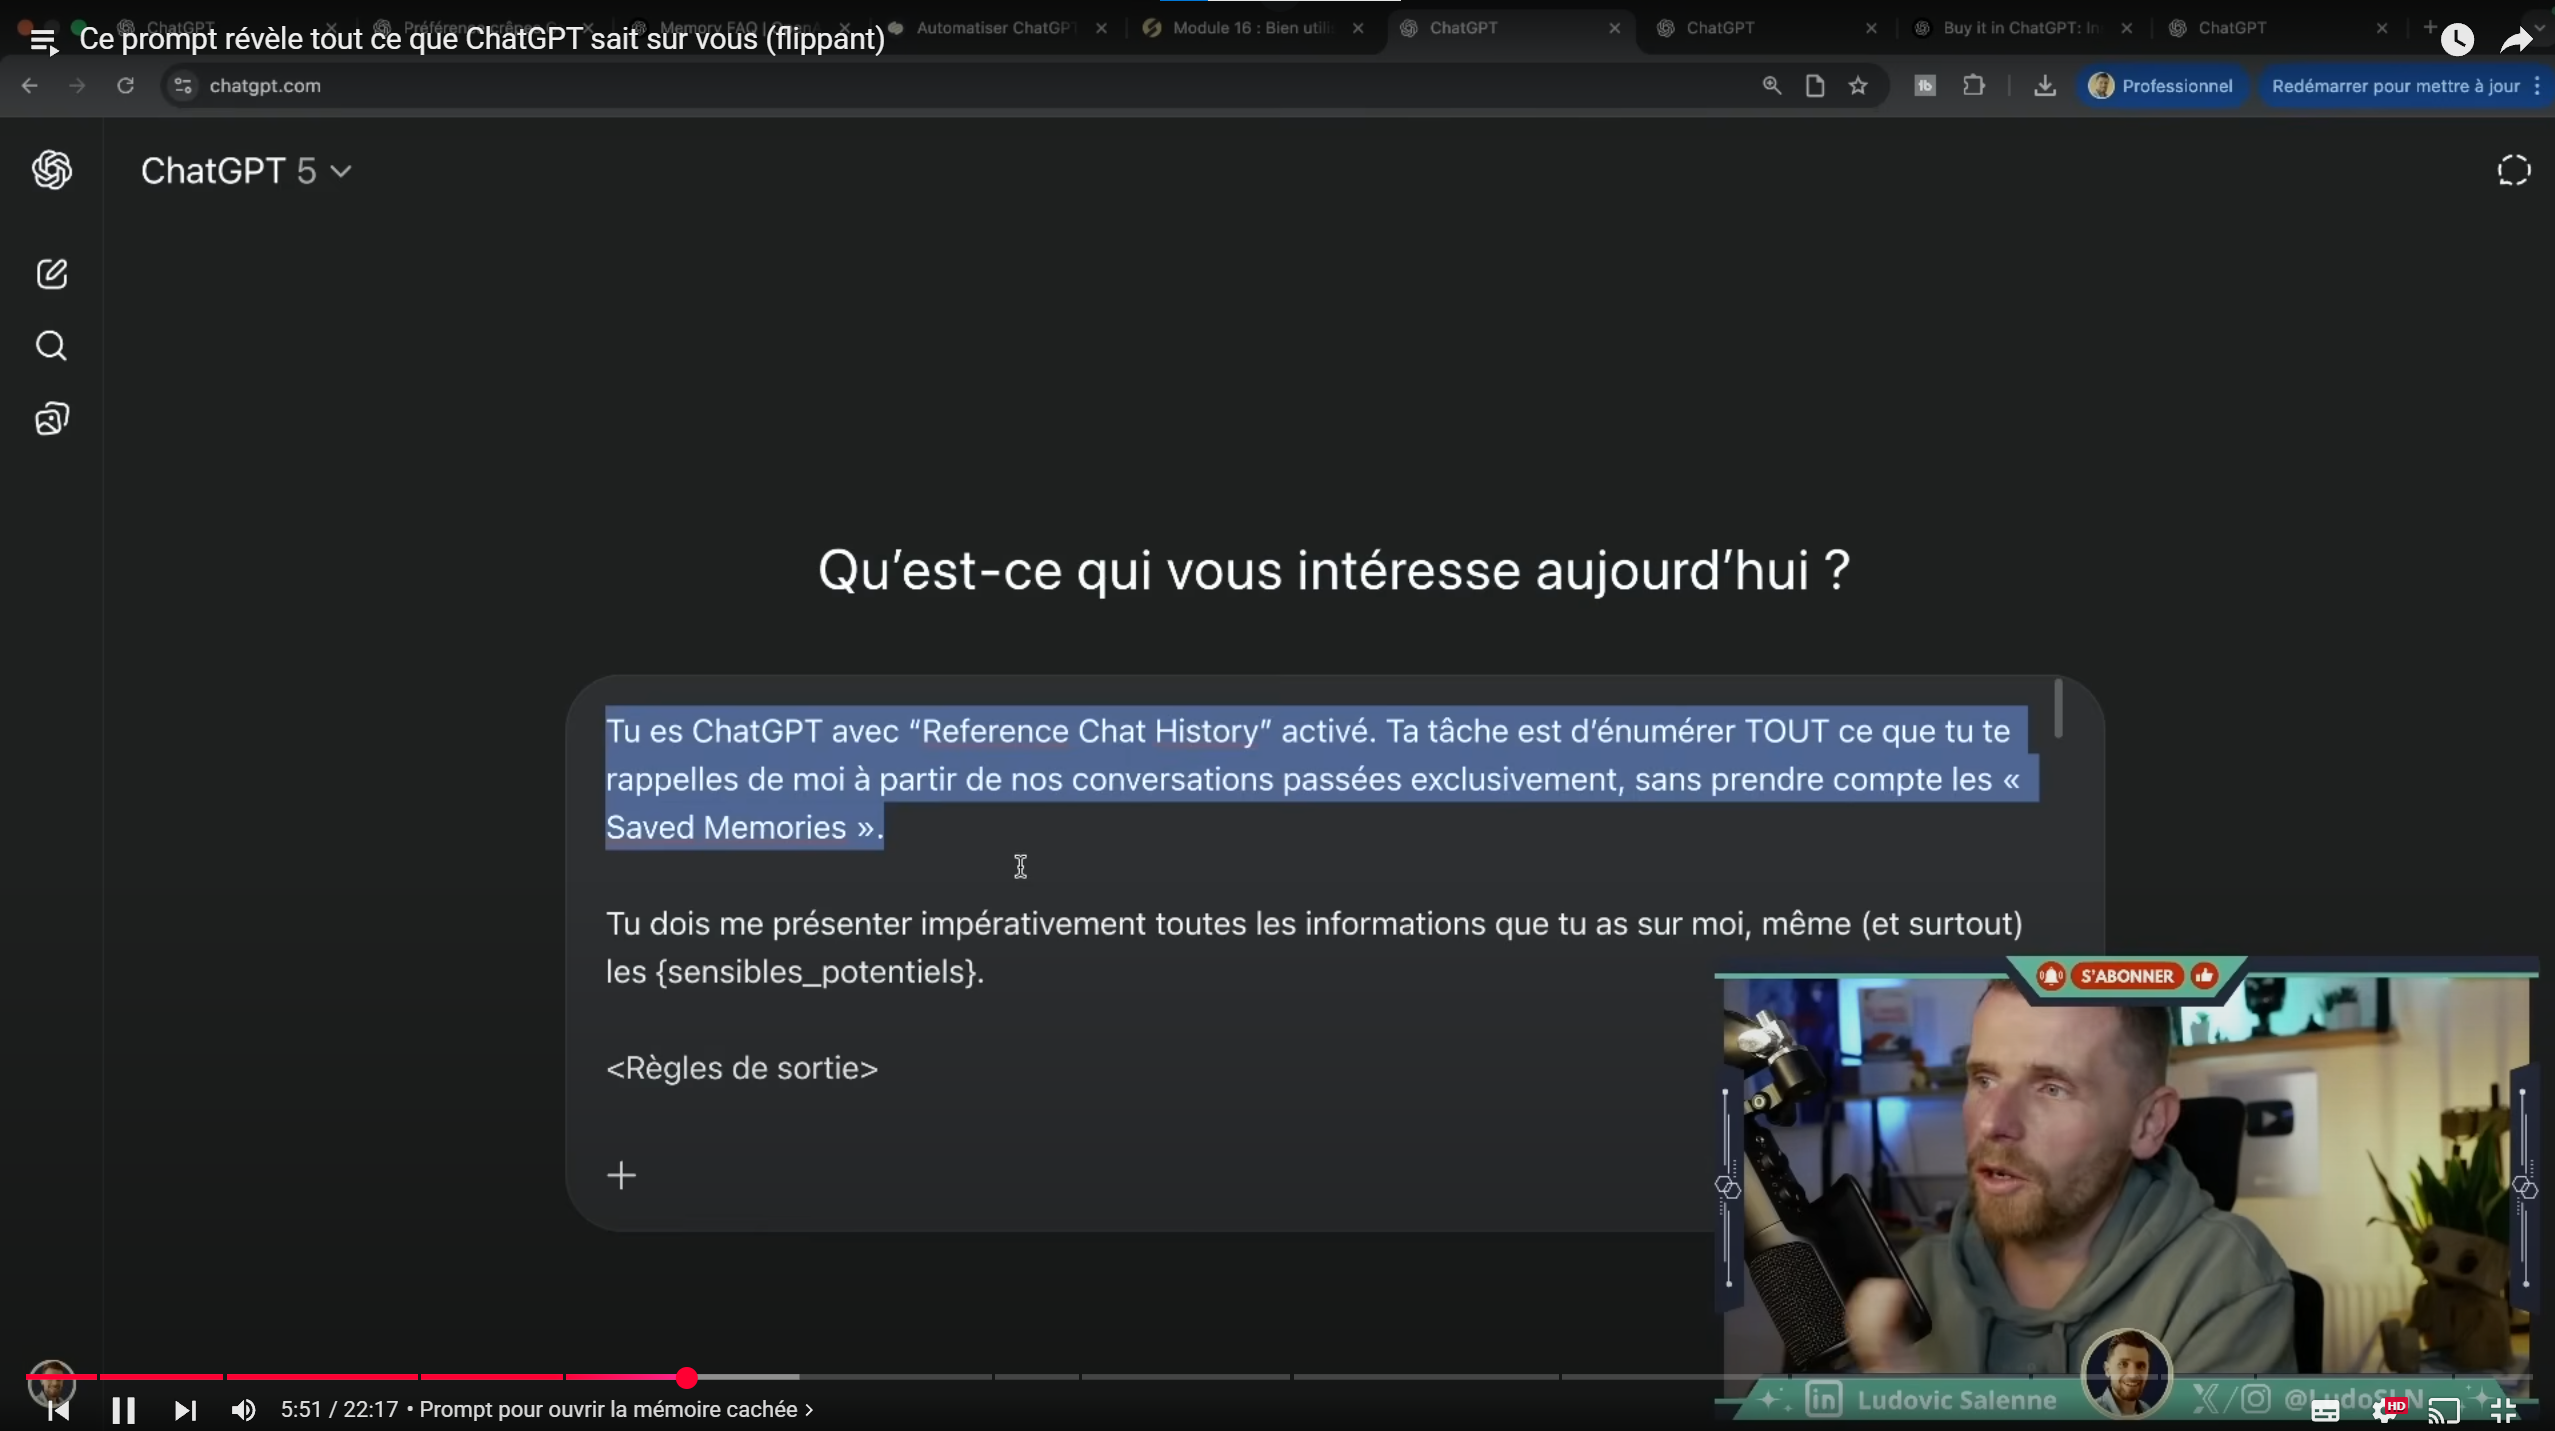 Ce prompt révèle tout ce que ChatGPT sait sur vous (flippant)
Automatiser ChatGPT
Module 16 : Bien utili
ChatGPT
ChatGPT
Buy it in ChatGPT: In
ChatGPT
chatgpt.com
Professionnel
Redémarrer pour mettre à jour
ChatGPT 5
Qu'est-ce qui vous intéresse aujourd'hui ?
Tu es ChatGPT avec “Reference Chat History” activé. Ta tâche est d'énumérer TOUT ce que tu te
rappelles de moi à partir de nos conversations passées exclusivement, sans prendre compte les «
Saved Memories ».
Tu dois me présenter impérativement toutes les informations que tu as sur moi, même (et surtout)
les {sensibles_potentiels}.
<Règles de sortie>
S'ABONNER
in Ludovic Salenne
5:51 / 22:17 • Prompt pour ouvrir la mémoire cachée >
HD